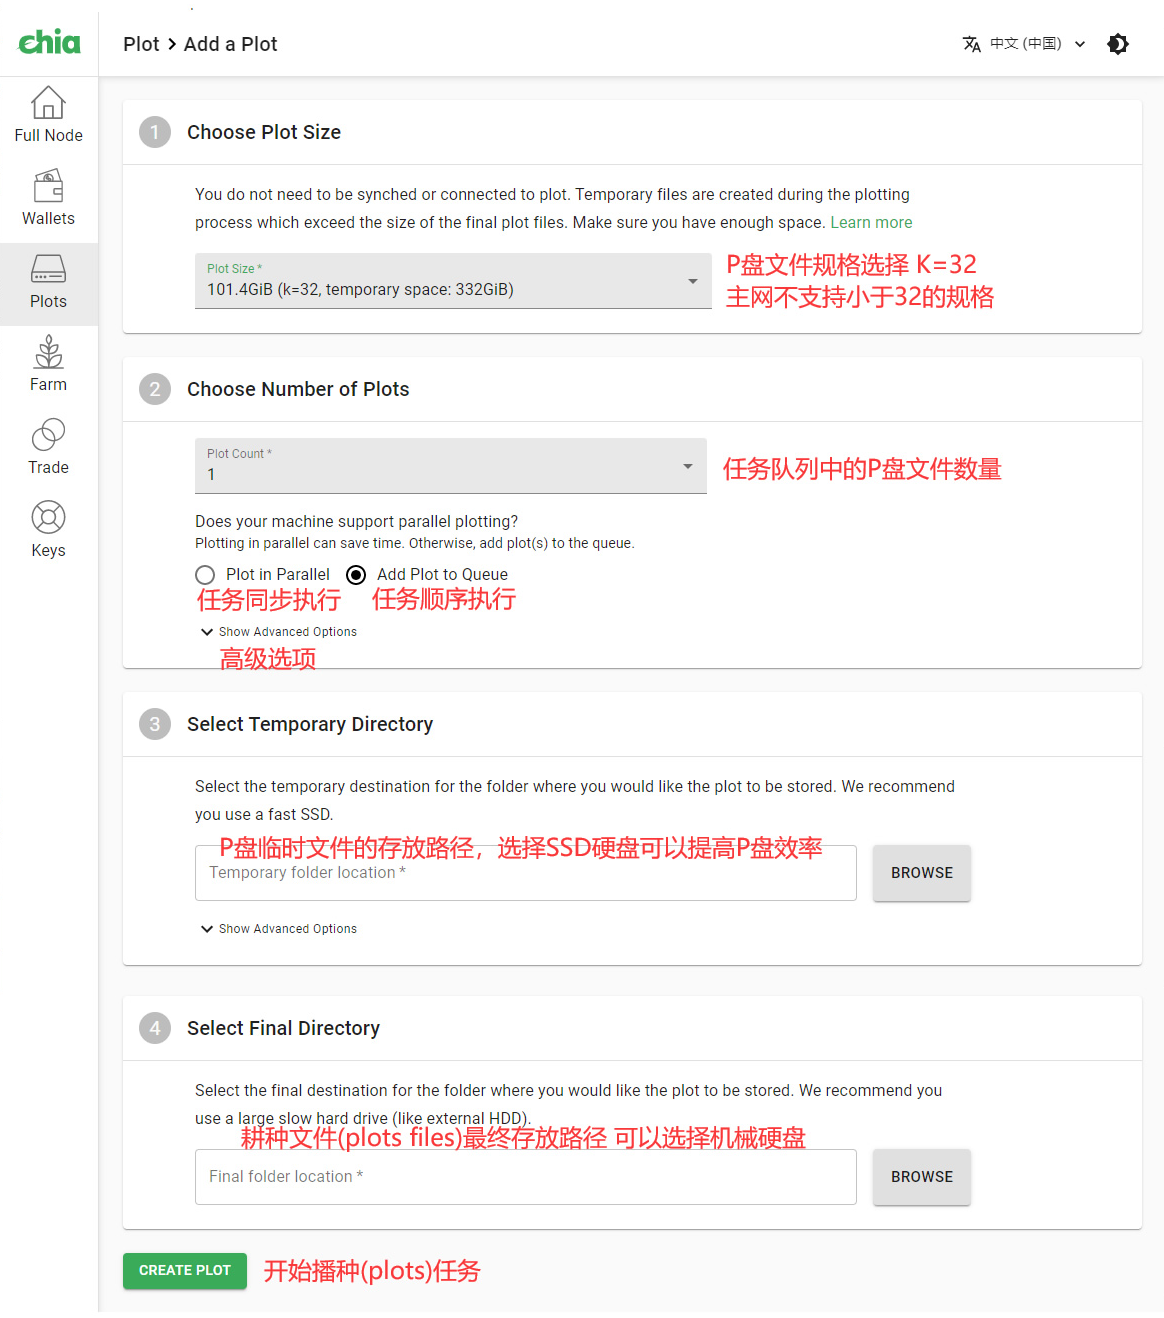 chia
Plot > Add a Plot
中文 (中国)
Full Node
Wallets
Plots
Farm
Trade
Keys
1 Choose Plot Size
You do not need to be synched or connected to plot. Temporary files are created during the plotting
process which exceed the size of the final plot files. Make sure you have enough space. Learn more
Plot Size *
101.4GiB (k=32, temporary space: 332GiB)
P盘文件规格选择 K=32
主网不支持小于32的规格
2 Choose Number of Plots
Plot Count *
1
任务队列中的P盘文件数量
Does your machine support parallel plotting?
Plotting in parallel can save time. Otherwise, add plot(s) to the queue.
Plot in Parallel Add Plot to Queue
任务同步执行 任务顺序执行
Show Advanced Options
高级选项
3 Select Temporary Directory
Select the temporary destination for the folder where you would like the plot to be stored. We recommend
you use a fast SSD.
P盘临时文件的存放路径，选择SSD硬盘可以提高P盘效率
Temporary folder location *
BROWSE
Show Advanced Options
4 Select Final Directory
Select the final destination for the folder where you would like the plot to be stored. We recommend you
use a large slow hard drive (like external HDD).
耕种文件(plots files)最终存放路径 可以选择机械硬盘
Final folder location *
BROWSE
CREATE PLOT
开始播种(plots)任务